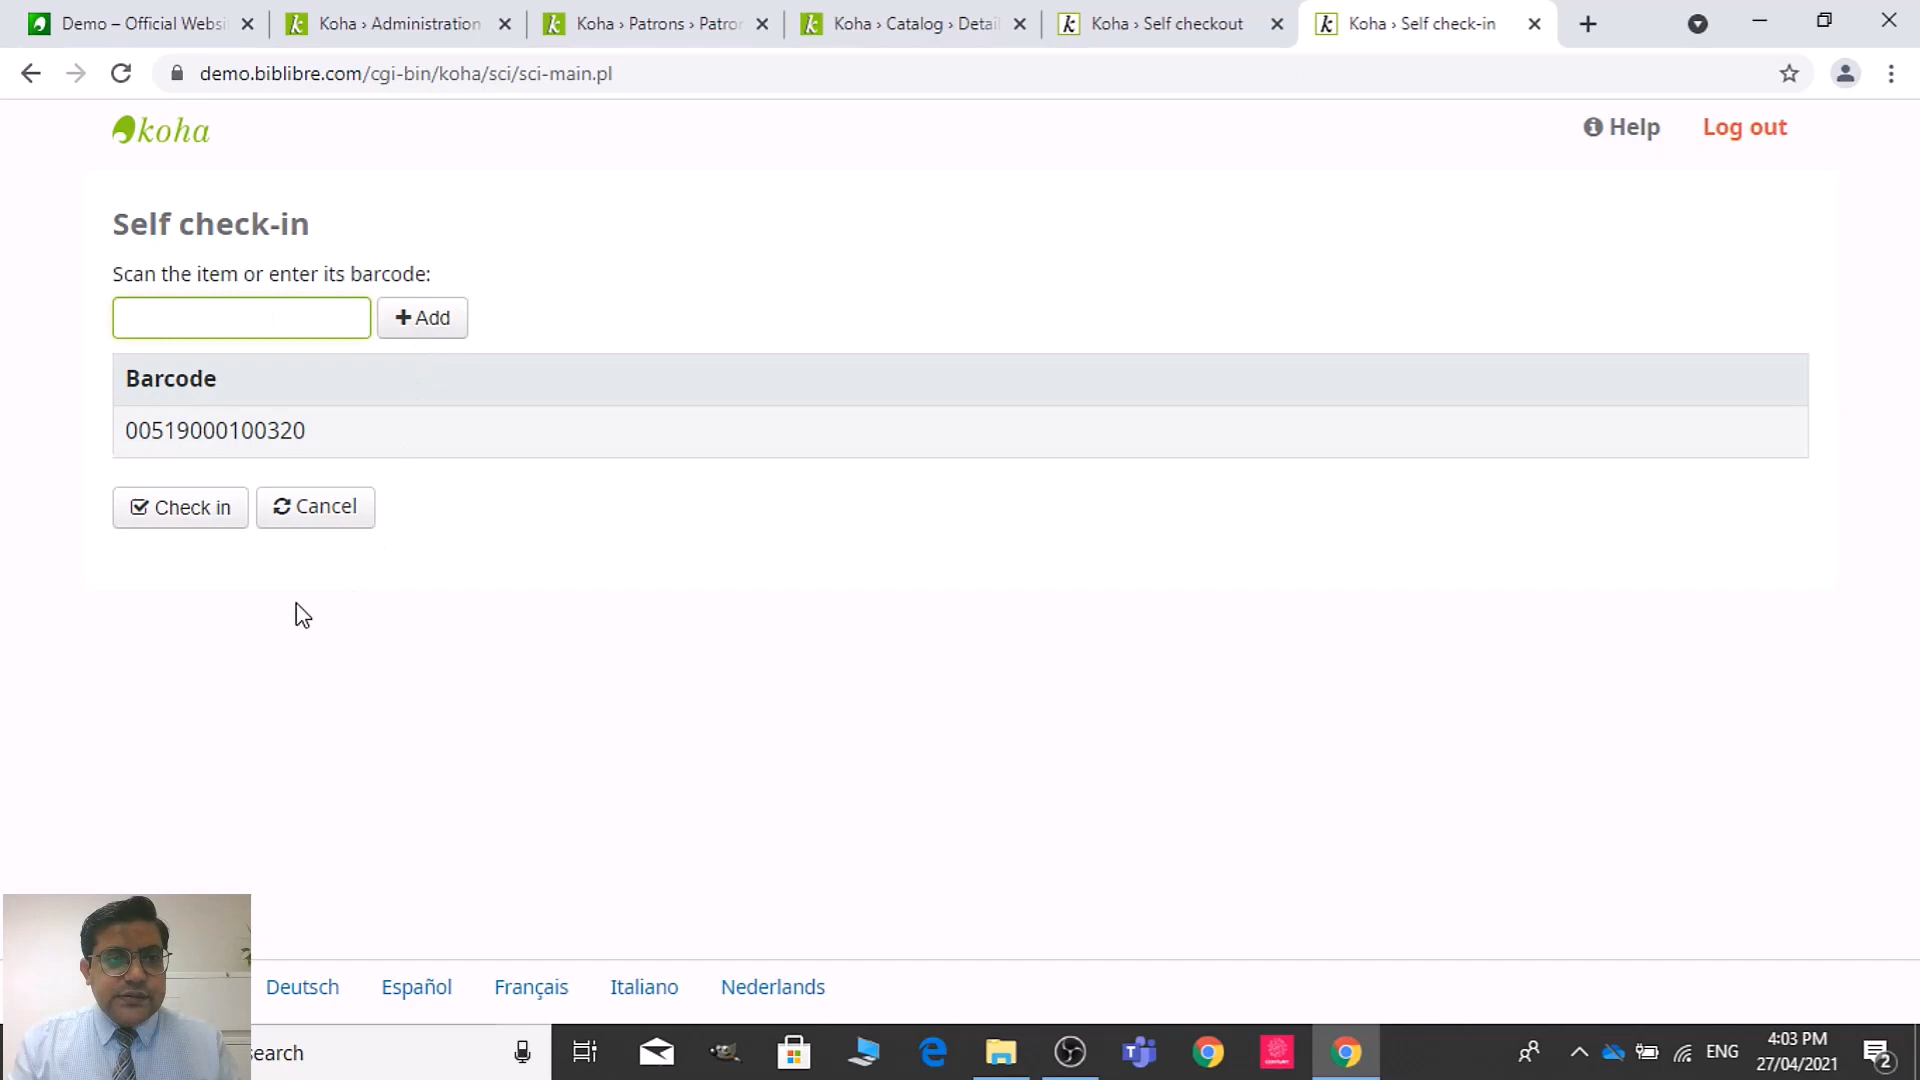 Demo – Official Websi
Koha › Administration
Koha › Patrons › Patror
Koha › Catalog › Detail
Koha › Self checkout
Koha › Self check-in
demo.biblibre.com/cgi-bin/koha/sci/sci-main.pl
koha
Help
Log out
Self check-in
Scan the item or enter its barcode:
Add
Barcode
00519000100320
Check in
Cancel
Deutsch
Español
Français
Italiano
Nederlands
earch
ENG
4:03 PM
27/04/2021
2